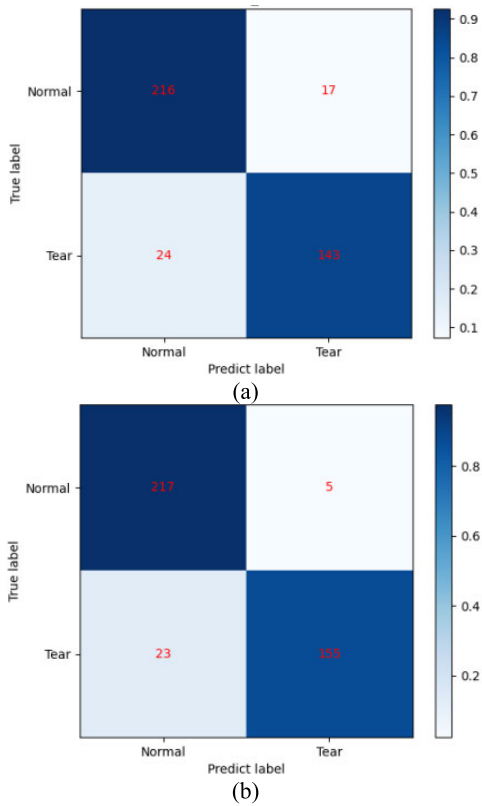 0.9
Normal 216 17
0.8
0.7
0.6
True label
0.5
0.4
Tear 24 143
0.3
0.2
0.1
Normal Tear
Predict label
(a)
Normal 217 5
0.8
0.6
True label
0.4
Tear 23 155
0.2
Normal Tear
Predict label
(b)